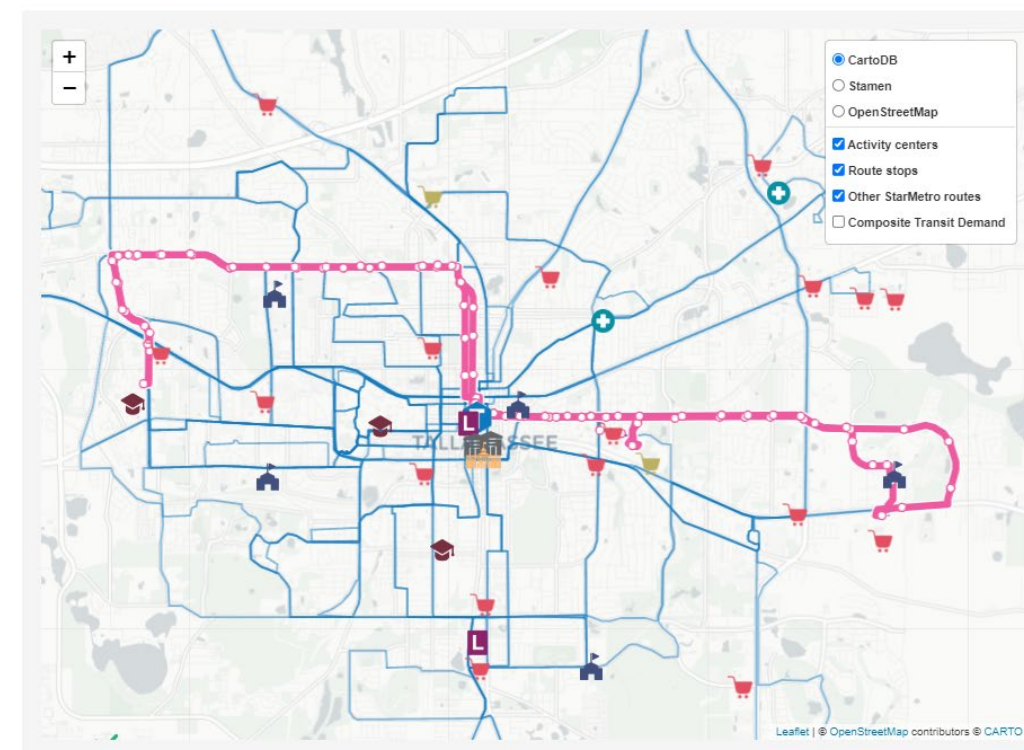 +
−
CartoDB
Stamen
OpenStreetMap
Activity centers
Route stops
Other StarMetro routes
Composite Transit Demand
L
L
Leaflet | © OpenStreetMap contributors © CARTO